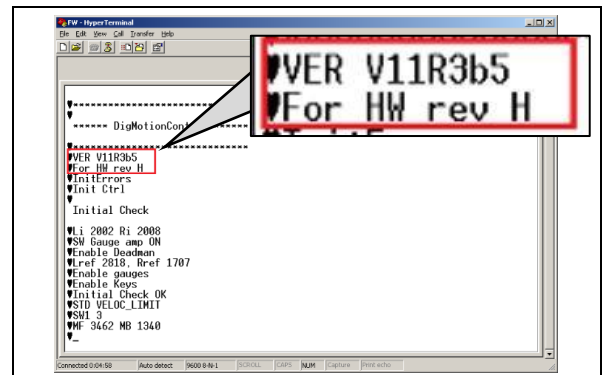 FW - HyperTerminal
File Edit View Call Transfer Help
♥VER V11R3b5
♥For HW rev H
♥
♥
------ DigMotionCont
♥
♥VER V11R3b5
♥For HW rev H
♥InitErrors
♥Init Ctrl
♥
Initial Check
♥Li 2002 Ri 2008
♥SW Gauge amp ON
♥Enable Deadman
♥Lref 2818, Rref 1707
♥Enable gauges
♥Enable Keys
♥Initial Check OK
♥STD VELOC_LIMIT
♥SW1 3
♥MF 3462 MB 1340
♥_
Connected 0:04:58 Auto detect 9600 8-N-1 SCROLL CAPS NUM Capture Print echo